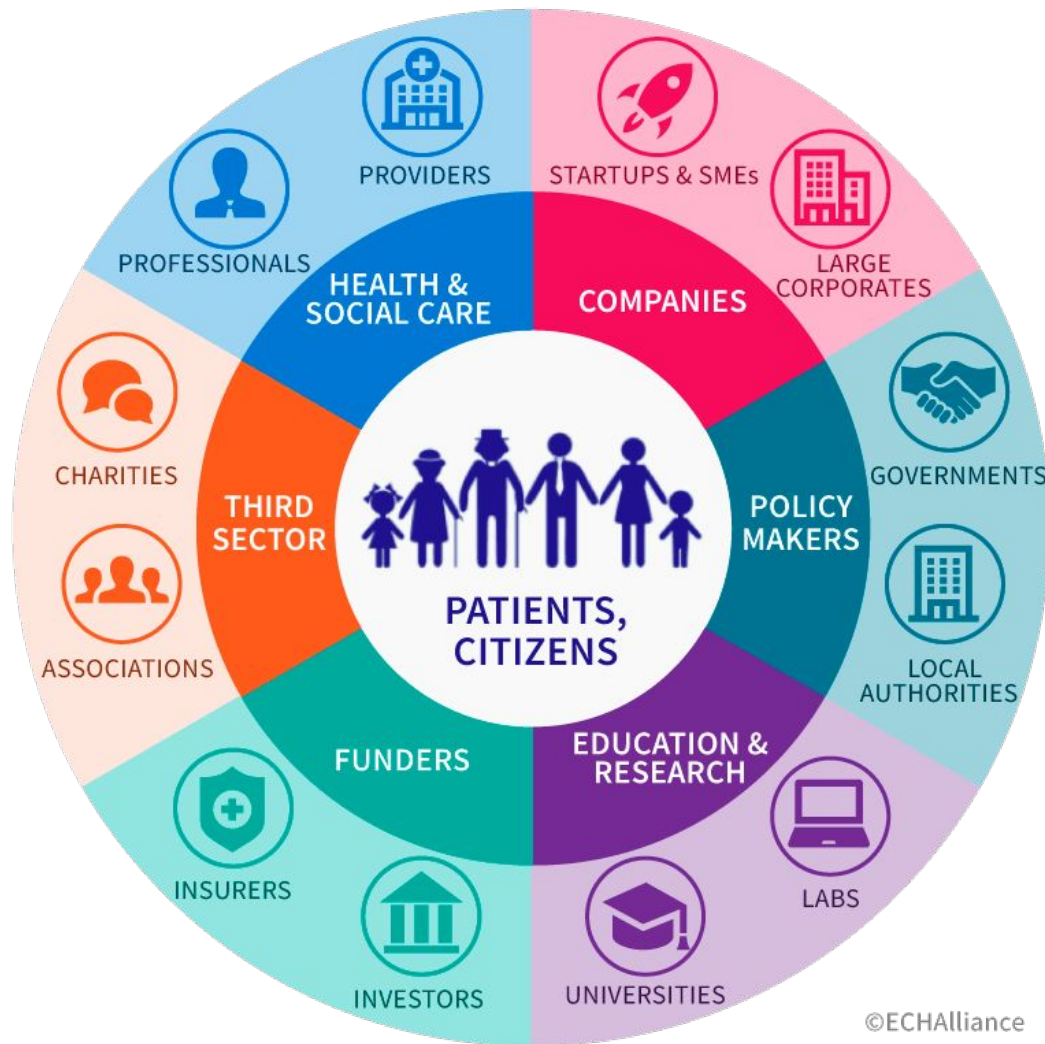 PROVIDERS
PROFESSIONALS
HEALTH &
SOCIAL CARE
STARTUPS & SMEs
LARGE
CORPORATES
COMPANIES
GOVERNMENTS
LOCAL
AUTHORITIES
POLICY
MAKERS
EDUCATION &
RESEARCH
LABS
UNIVERSITIES
FUNDERS
INSURERS
INVESTORS
THIRD
SECTOR
CHARITIES
ASSOCIATIONS
PATIENTS,
CITIZENS
©ECHAlliance